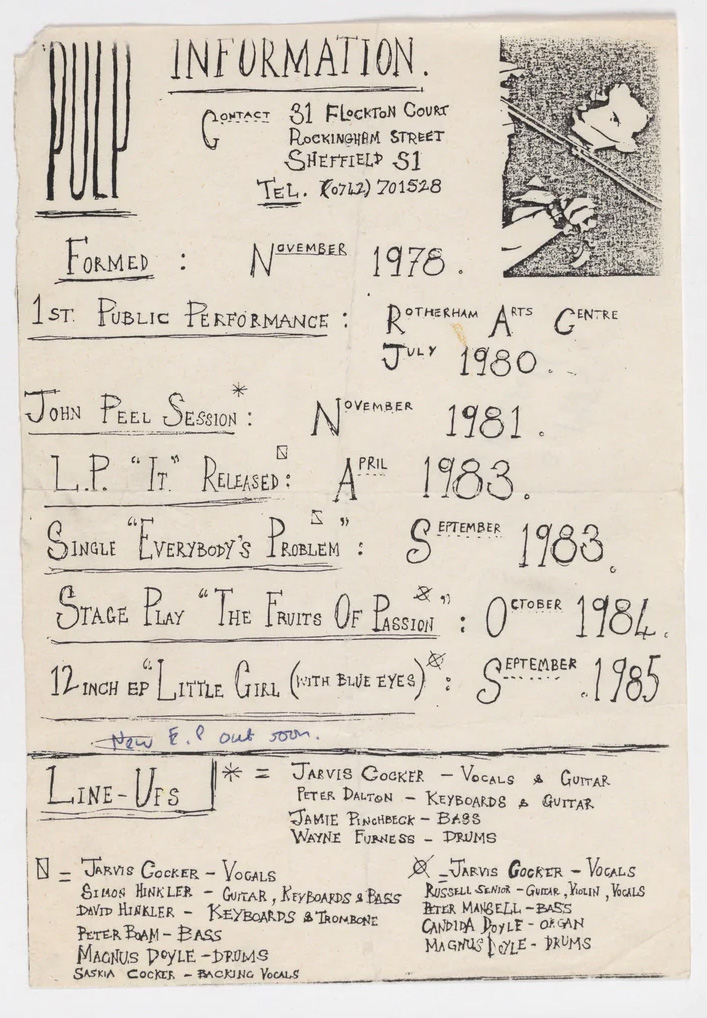 PULP
INFORMATION.
CONTACT 31 FLOCKTON COURT
ROCKINGHAM STREET
SHEFFIELD S1
TEL. (0742) 701528
FORMED : NOVEMBER 1978.
1ST. PUBLIC PERFORMANCE : ROTHERHAM ARTS CENTRE
JULY 1980.
JOHN PEEL SESSION* : NOVEMBER 1981.
L.P. "IT" RELEASED : APRIL 1983.
SINGLE "EVERYBODY'S PROBLEM" : SEPTEMBER 1983.
STAGE PLAY "THE FRUITS OF PASSION" : OCTOBER 1984.
12 INCH EP "LITTLE GIRL (WITH BLUE EYES) : SEPTEMBER 1985
New E.P out soon.
LINE-UPS
* = JARVIS COCKER - VOCALS & GUITAR
PETER DALTON - KEYBOARDS & GUITAR
JAMIE PINCHBECK - BASS
WAYNE FURNESS - DRUMS
= JARVIS COCKER - VOCALS
SIMON HINKLER - GUITAR, KEYBOARDS & BASS
DAVID HINKLER - KEYBOARDS & TROMBONE
PETER BOAM - BASS
MAGNUS DOYLE - DRUMS
SASKIA COCKER - BACKING VOCALS
= JARVIS COCKER - VOCALS
RUSSELL SENIOR - GUITAR, VIOLIN, VOCALS
PETER MANSELL - BASS
CANDIDA DOYLE - ORGAN
MAGNUS DOYLE - DRUMS